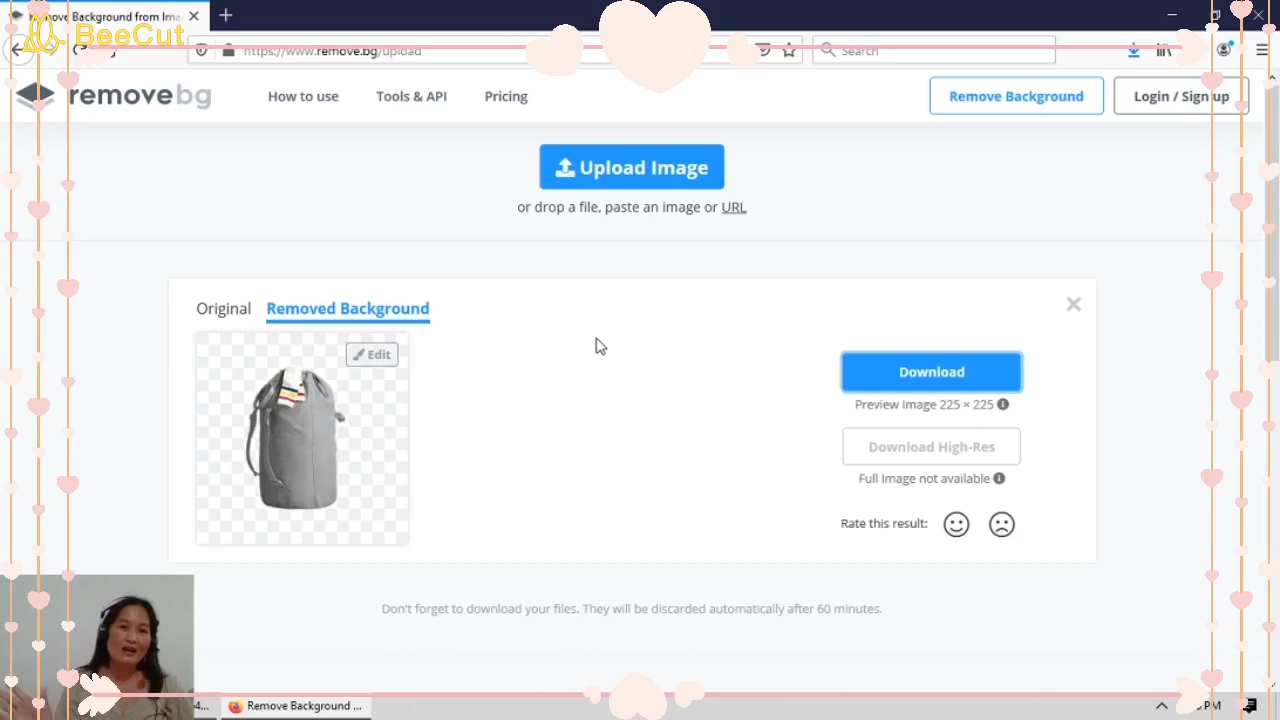 Remove Background from Ima
BeeCut
https://www.remove.bg/upload
Search
removebg
How to use
Tools & API
Pricing
Remove Background
Login / Sign up
Upload Image
or drop a file, paste an image or URL
Original
Removed Background
Edit
Download
Preview Image 225 × 225
Download High-Res
Full Image not available
Rate this result:
Don't forget to download your files. They will be discarded automatically after 60 minutes.
4...
Remove Background ...
PM